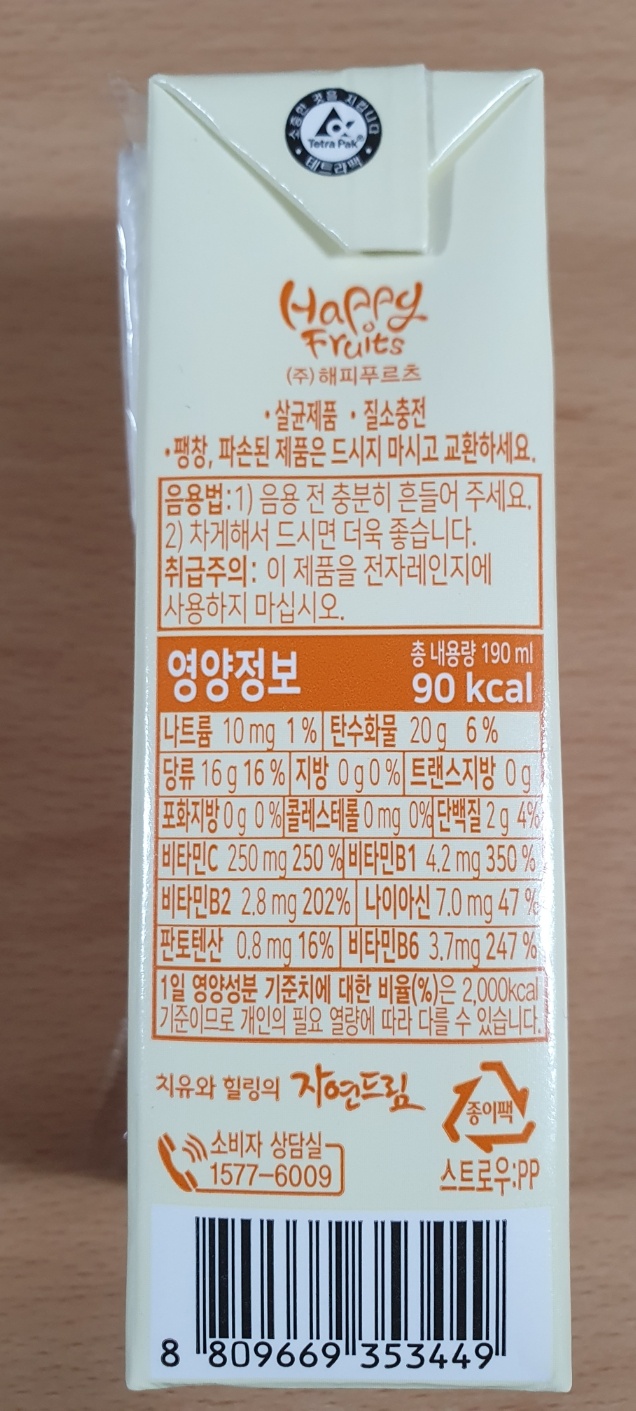 소중한 것을 지킵니다
Tetra Pak®
테트라팩
Happy
Fruits
(주)해피푸르츠
• 살균제품 • 질소충전
•팽창, 파손된 제품은 드시지 마시고 교환하세요.
음용법:1) 음용 전 충분히 흔들어 주세요.
2) 차게해서 드시면 더욱 좋습니다.
취급주의: 이 제품을 전자레인지에
사용하지 마십시오.
영양정보
총 내용량 190 ml
90 kcal
나트륨 10 mg 1 % 탄수화물 20 g 6 %
당류 16 g 16 % 지방 0 g 0 % 트랜스지방 0 g
포화지방 0 g 0 % 콜레스테롤 0 mg 0% 단백질 2 g 4%
비타민C 250 mg 250 % 비타민B1 4.2 mg 350 %
비타민B2 2.8 mg 202% 나이아신 7.0 mg 47 %
판토텐산 0.8 mg 16% 비타민B6 3.7mg 247 %
1일 영양성분 기준치에 대한 비율(%)은 2,000kcal
기준이므로 개인의 필요 열량에 따라 다를 수 있습니다.
치유와 힐링의 자연드림
종이팩
소비자 상담실
1577-6009
스트로우:PP
8 809669 353449